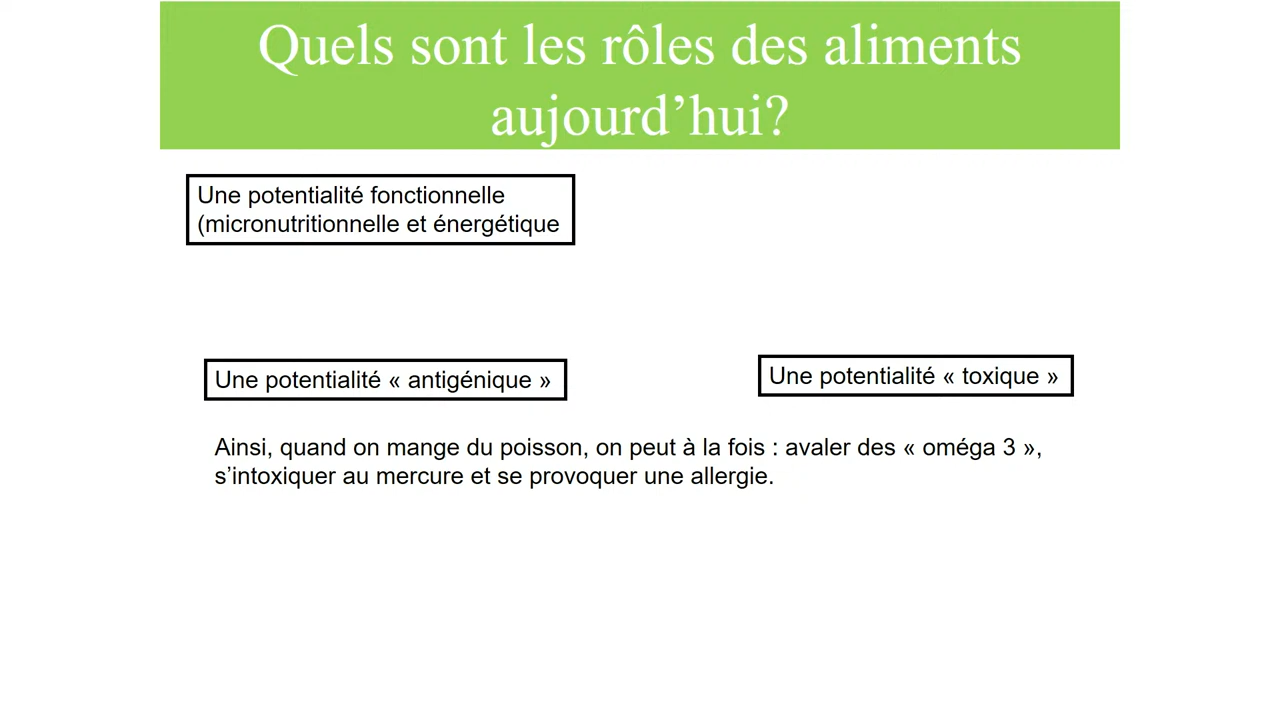 Quels sont les rôles des aliments
aujourd’hui?
Une potentialité fonctionnelle
(micronutritionnelle et énergétique
Une potentialité « antigénique »
Une potentialité « toxique »
Ainsi, quand on mange du poisson, on peut à la fois : avaler des « oméga 3 »,
s’intoxiquer au mercure et se provoquer une allergie.